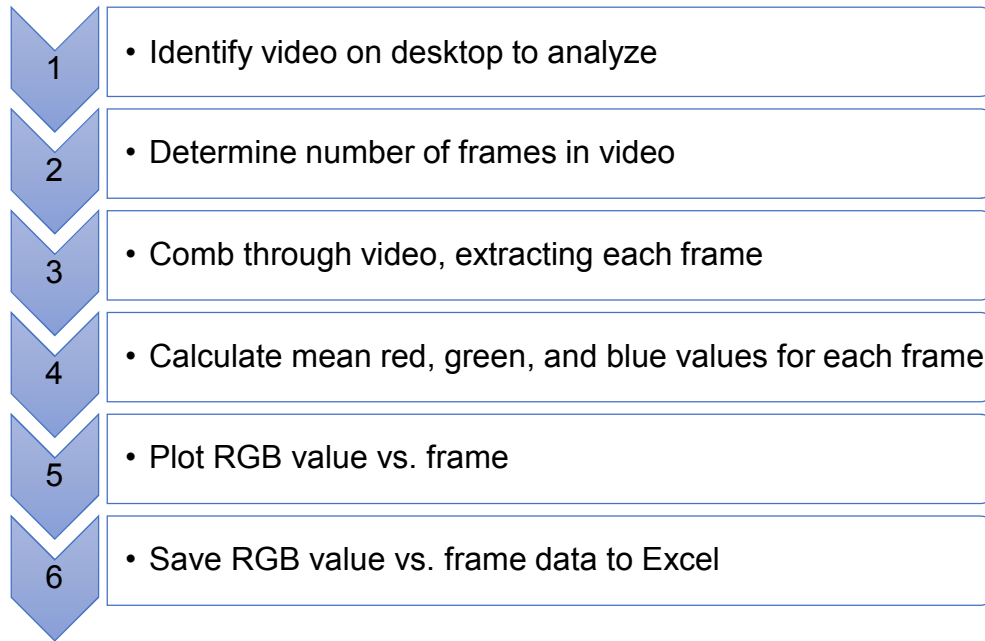 1
• Identify video on desktop to analyze
2
• Determine number of frames in video
3
• Comb through video, extracting each frame
4
• Calculate mean red, green, and blue values for each frame
5
• Plot RGB value vs. frame
6
• Save RGB value vs. frame data to Excel